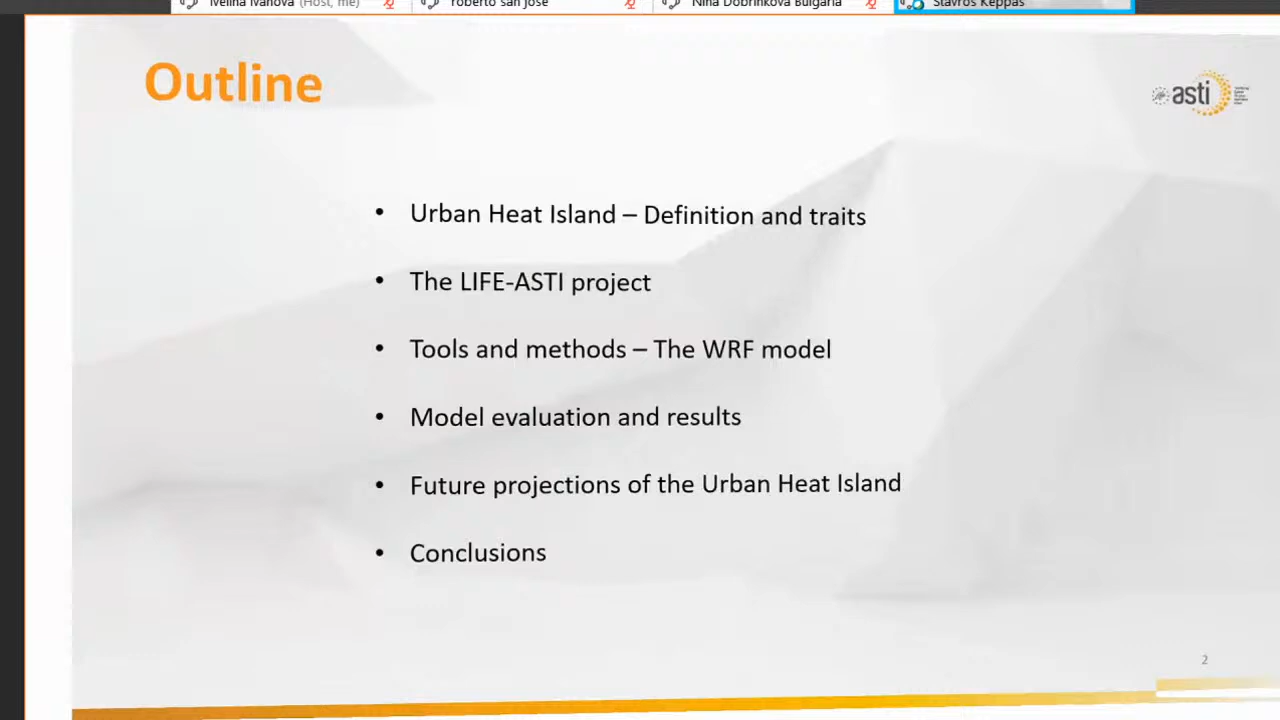 Ivelina Ivanova (Host, me)
roberto san jose
Nina Dobrinkova Bulgaria
Stavros Keppas
Outline
asti
• Urban Heat Island – Definition and traits
• The LIFE-ASTI project
• Tools and methods – The WRF model
• Model evaluation and results
• Future projections of the Urban Heat Island
• Conclusions
2